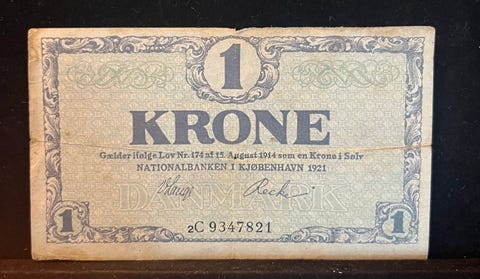 1
KRONE
Gælder ifølge Lov Nr. 174 af 15. August 1914 som en Krone i Sølv
NATIONALBANKEN I KJØBENHAVN 1921
DANMARK
2C 9347821
1 1